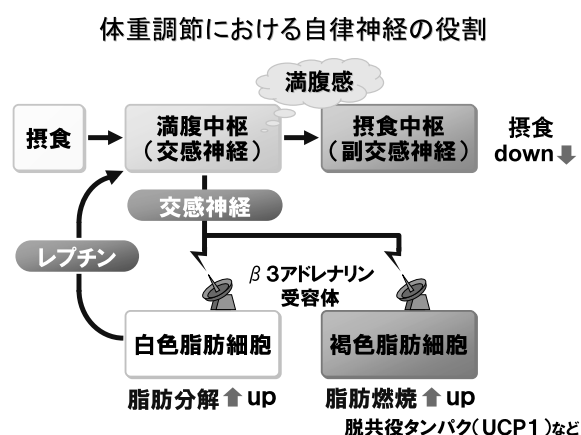 体重調節における自律神経の役割
満腹感
摂食
満腹中枢
（交感神経）
摂食中枢
（副交感神経）
摂食
down
交感神経
レプチン
β3アドレナリン
受容体
白色脂肪細胞
褐色脂肪細胞
脂肪分解 up
脂肪燃焼 up
脱共役タンパク（UCP1）など